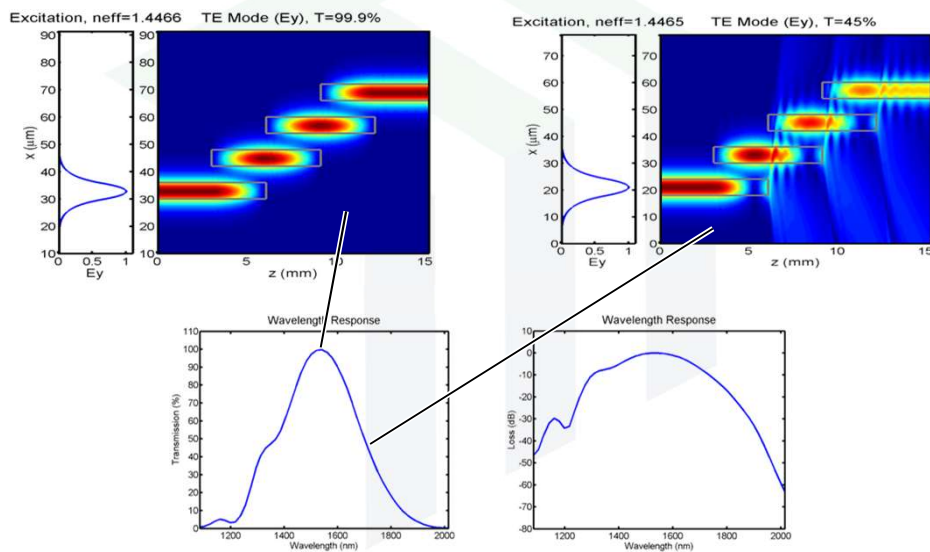 Excitation, neff=1.4466 TE Mode (Ey), T=99.9%
90
80
70
60
50
40
30
20
10
X (µm)
0 0.5 1
Ey
5 10 15
z (mm)
Excitation, neff=1.4465 TE Mode (Ey), T=45%
70
60
50
40
30
20
10
0
X (µm)
0 0.5 1
Ey
0 5 10 15
z (mm)
Wavelength Response
110
100
90
80
70
60
50
40
30
20
10
0
Transmission (%)
1200 1400 1600 1800 2000
Wavelength (nm)
Wavelength Response
10
0
-10
-20
-30
-40
-50
-60
-70
-80
Loss (dB)
1200 1400 1600 1800 2000
Wavelength (nm)